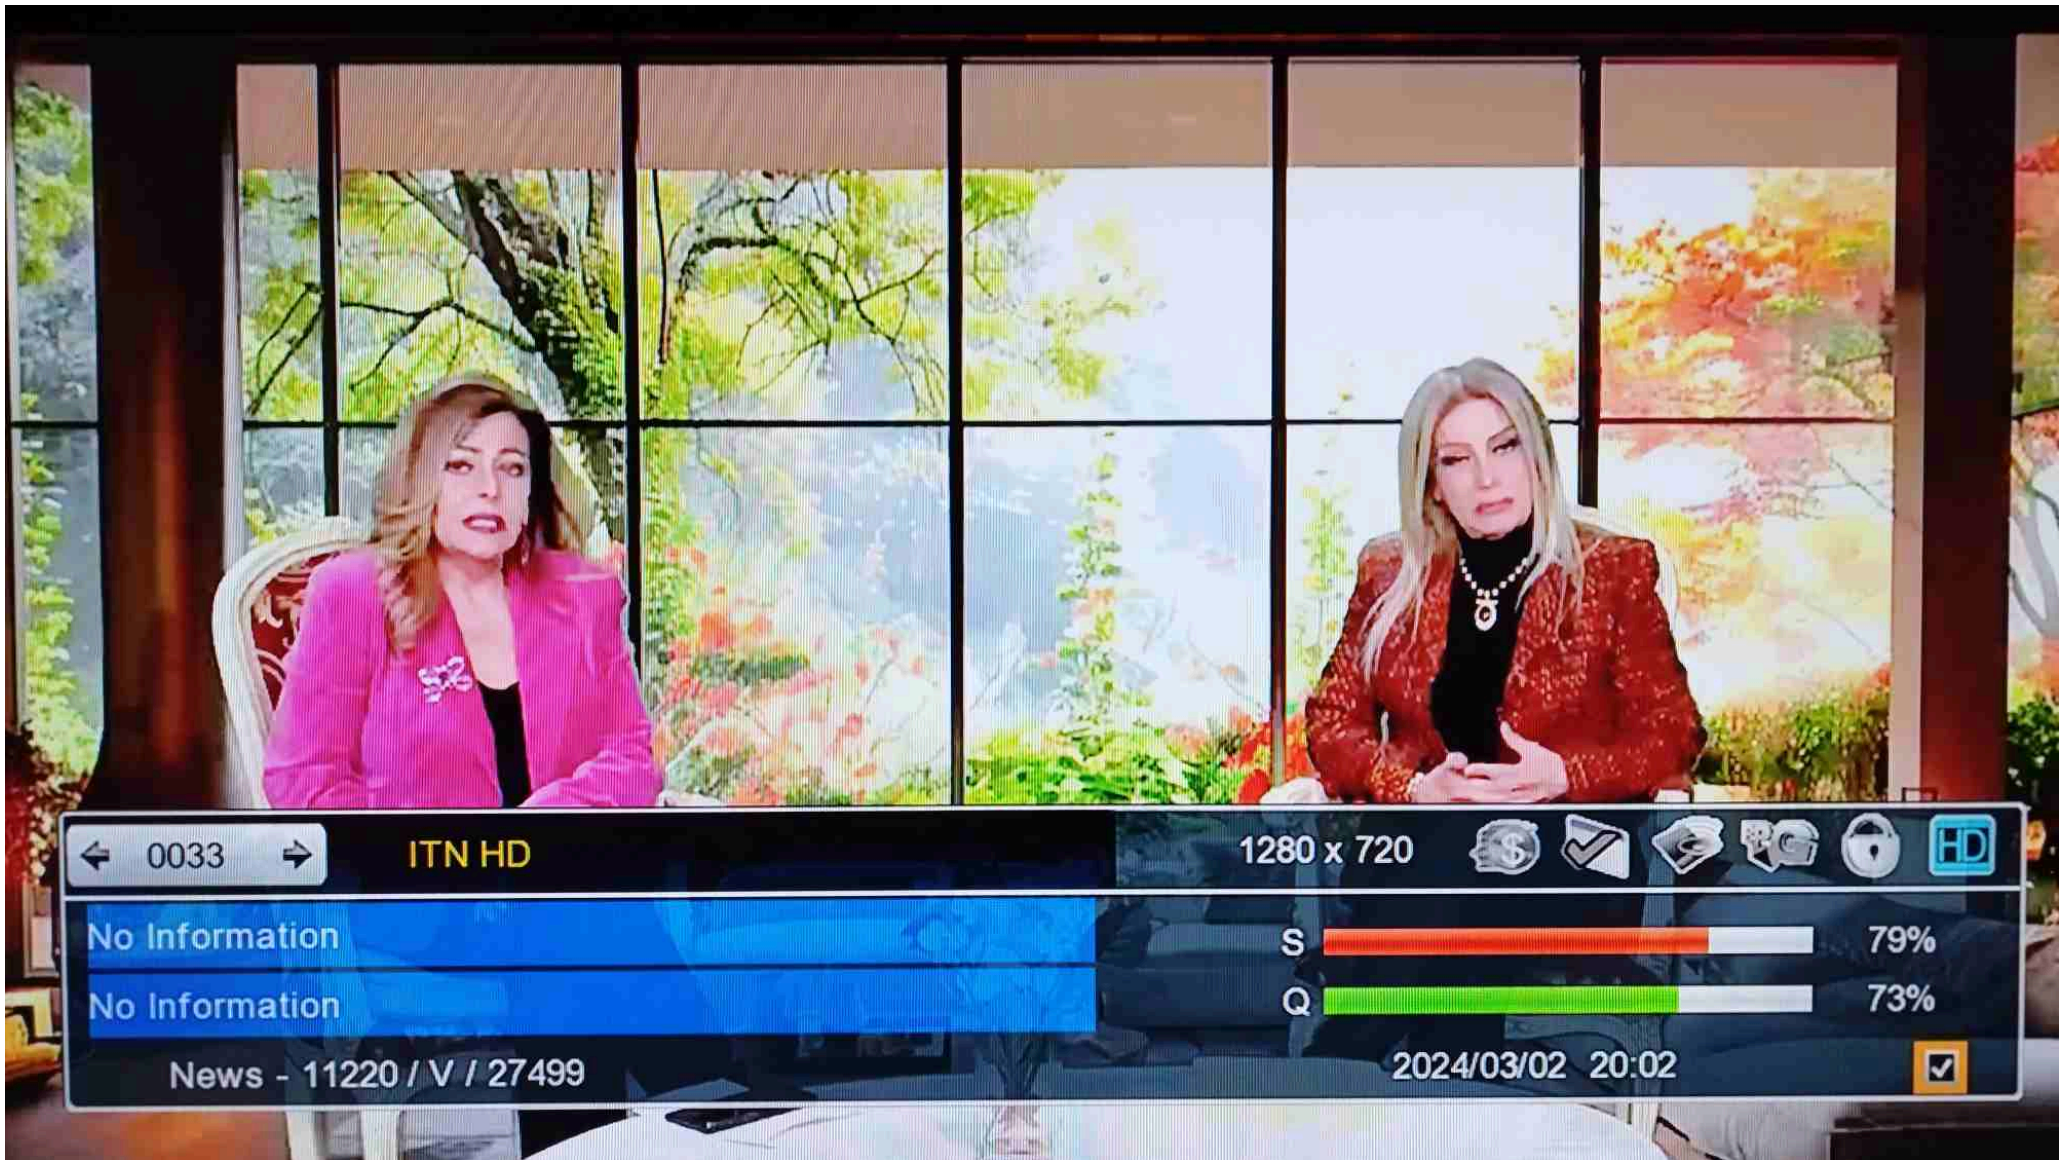 0033
ITN HD
1280 x 720
HD
No Information
S
79%
No Information
Q
73%
News - 11220 / V / 27499
2024/03/02 20:02